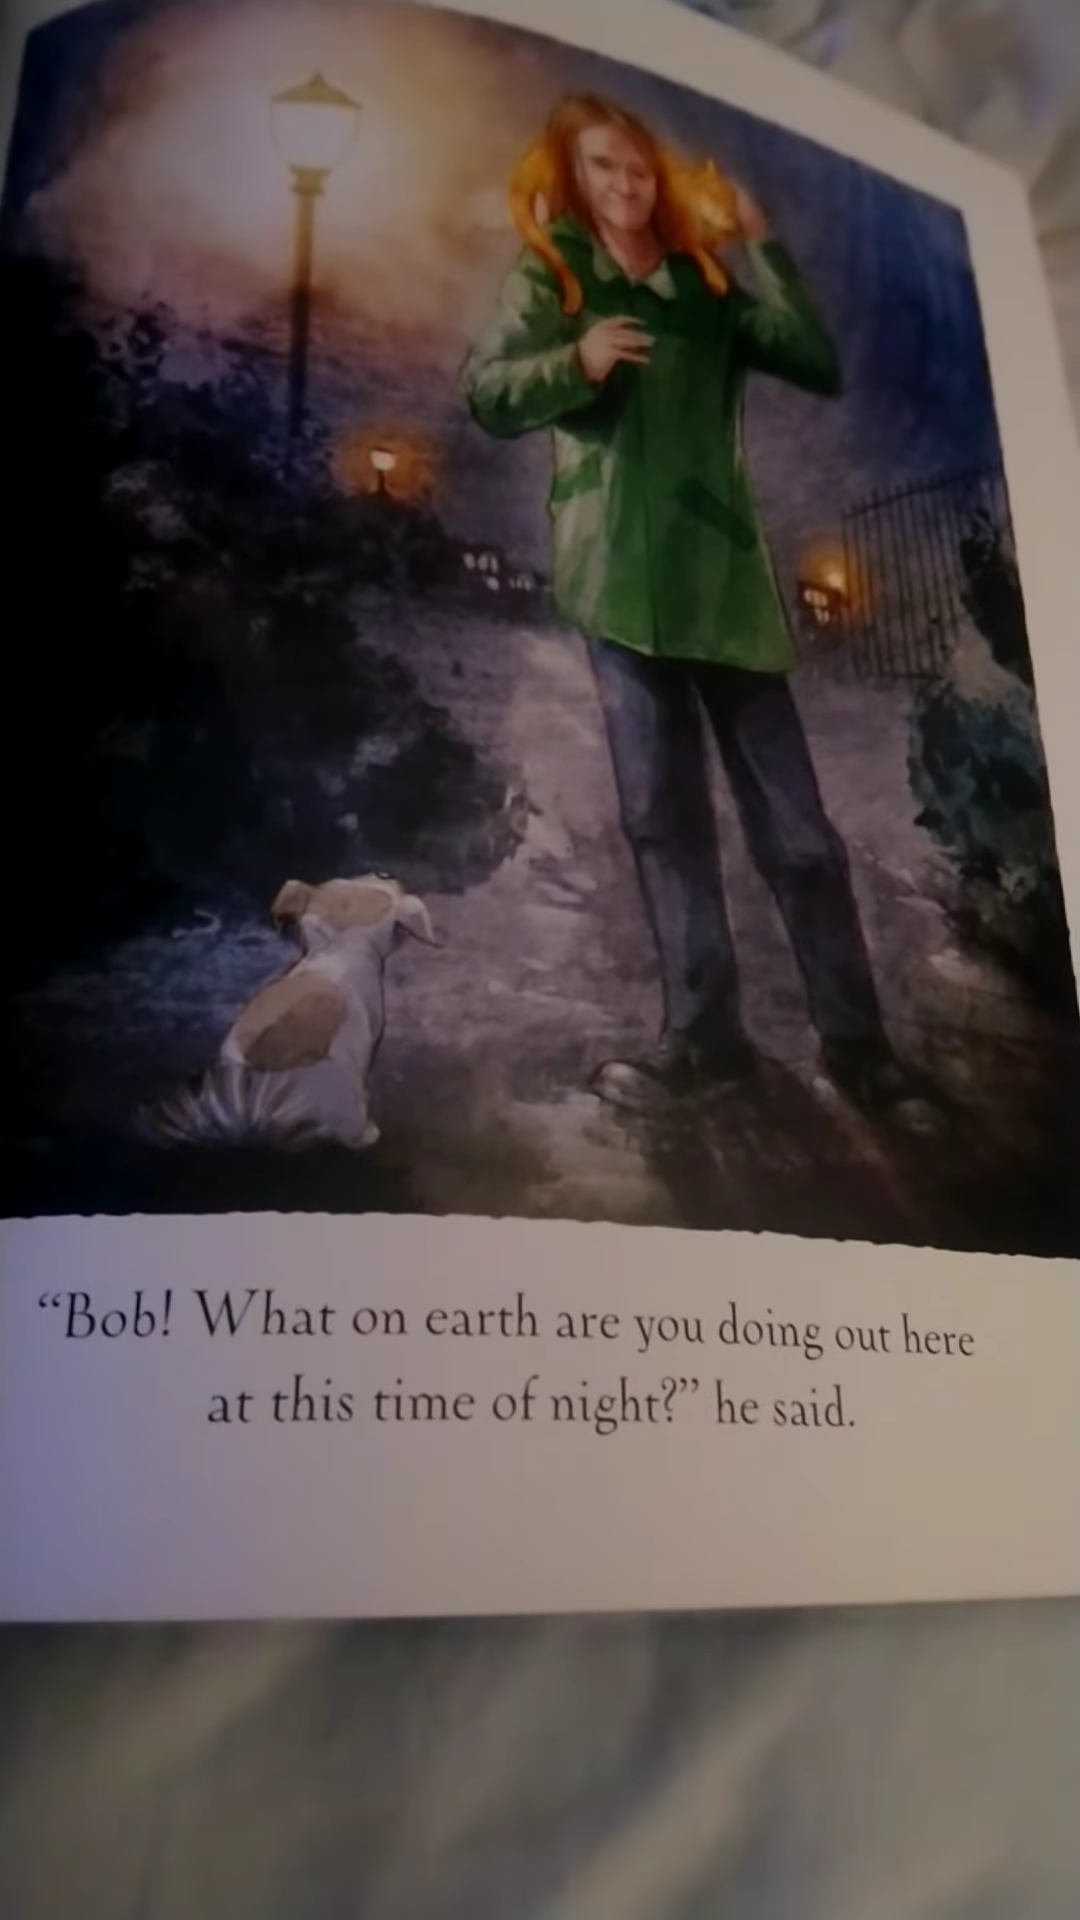 “Bob! What on earth are you doing out here
at this time of night?” he said.